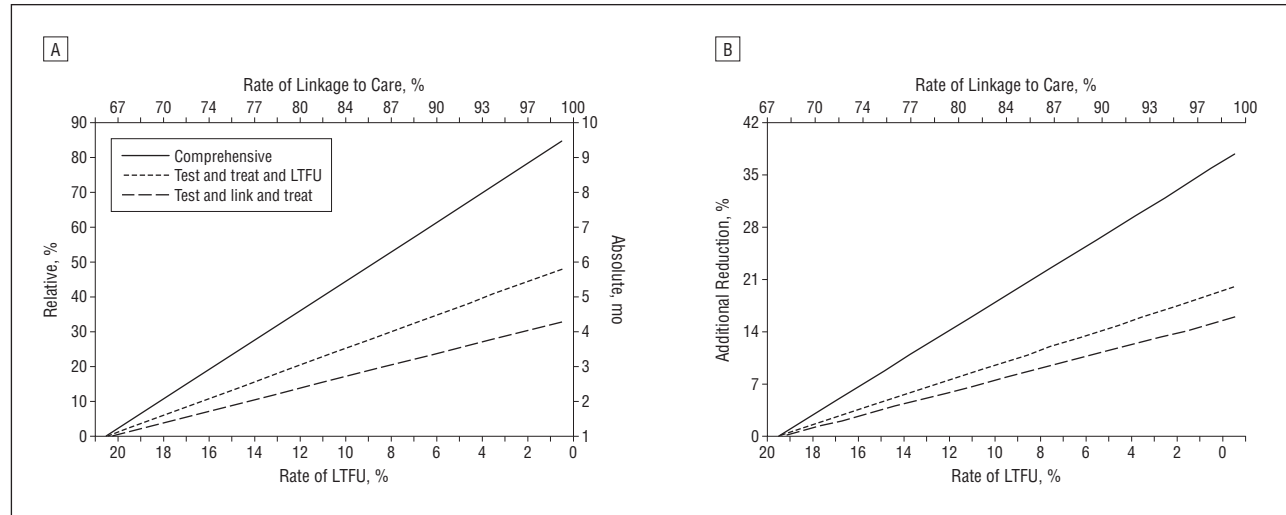 A
Rate of Linkage to Care, %
67 70 74 77 80 84 87 90 93 97 100
90
80
70
60
50
40
30
20
10
0
Relative, %
Comprehensive
Test and treat and LTFU
Test and link and treat
10
9
8
7
6
5
4
3
2
1
Absolute, mo
20 18 16 14 12 10 8 6 4 2 0
Rate of LTFU, %
B
Rate of Linkage to Care, %
67 70 74 77 80 84 87 90 93 97 100
42
35
28
21
14
7
0
Additional Reduction, %
20 18 16 14 12 10 8 6 4 2 0
Rate of LTFU, %